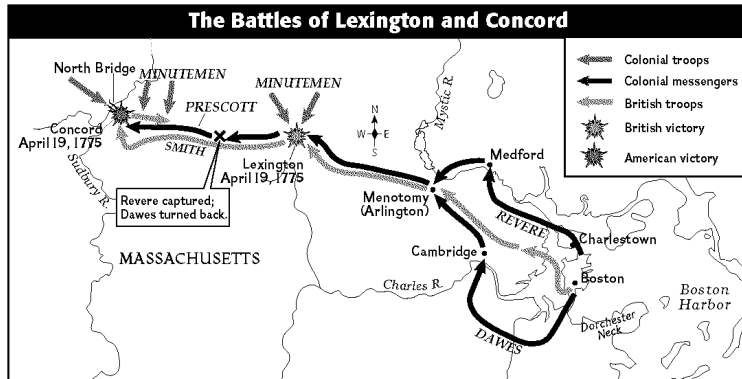 The Battles of Lexington and Concord
Colonial troops
Colonial messengers
British troops
British victory
American victory
North Bridge
MINUTEMEN
MINUTEMEN
PRESCOTT
Concord
April 19, 1775
SMITH
Sudbury R.
Lexington
April 19, 1775
Revere captured;
Dawes turned back.
N
W
E
S
Mystic R.
Medford
Menotomy
(Arlington)
REVERE
Charlestown
Cambridge
Boston
MASSACHUSETTS
Charles R.
Boston
Harbor
Dorchester
Neck
DAWES